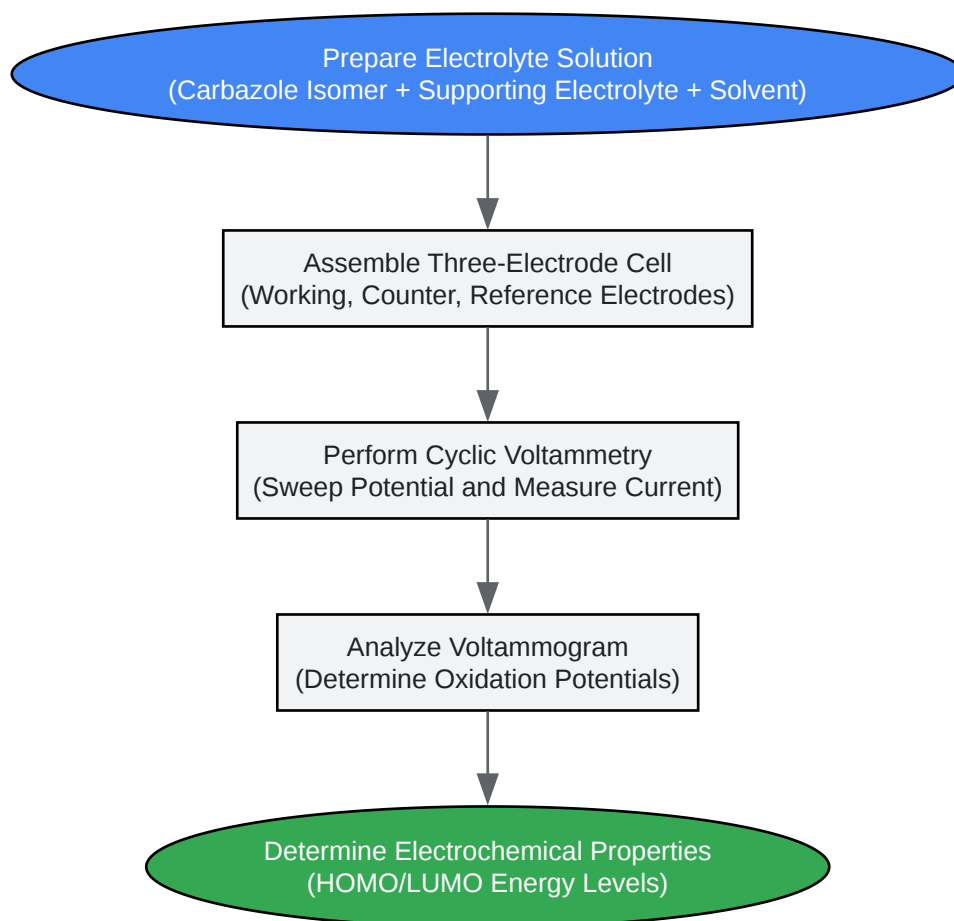 Prepare Electrolyte Solution
(Carbazole Isomer + Supporting Electrolyte + Solvent)
Assemble Three-Electrode Cell
(Working, Counter, Reference Electrodes)
Perform Cyclic Voltammetry
(Sweep Potential and Measure Current)
Analyze Voltammogram
(Determine Oxidation Potentials)
Determine Electrochemical Properties
(HOMO/LUMO Energy Levels)